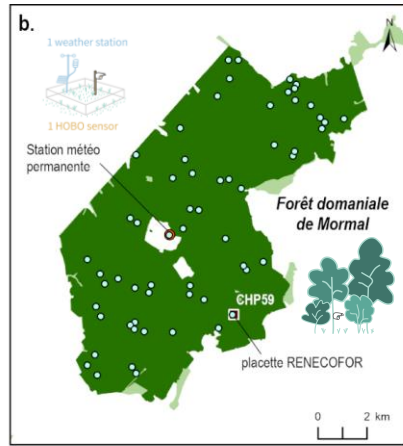 b.
N
1 weather station
1 HOBO sensor
Station météo
permanente
Forêt domaniale
de Mormal
CHP59
placette RENECOFOR
0 2 km